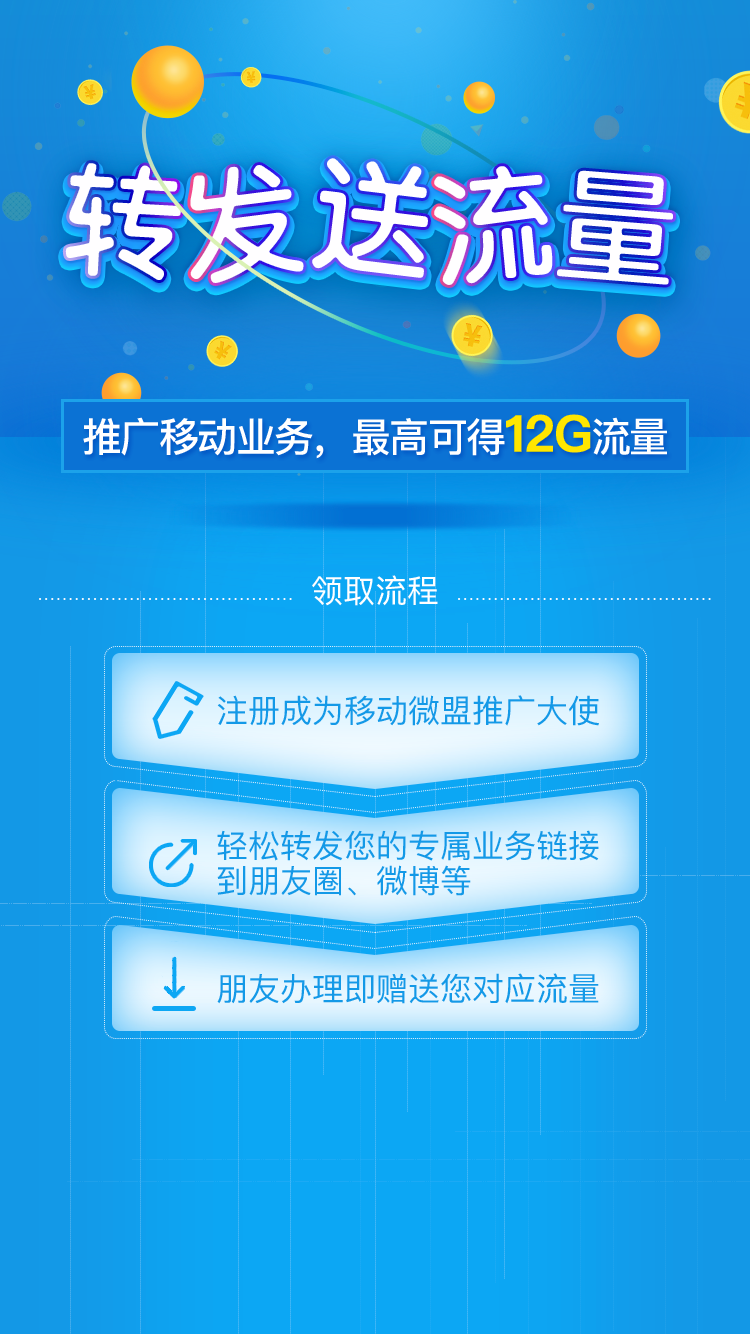 转发送流量
推广移动业务，最高可得12G流量
领取流程
注册成为移动微盟推广大使
轻松转发您的专属业务链接
到朋友圈、微博等
朋友办理即赠送您对应流量